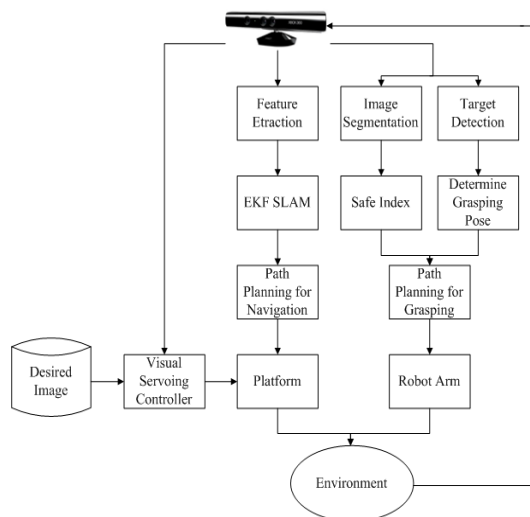 Feature
Etraction
Image
Segmentation
Target
Detection
EKF SLAM
Safe Index
Determine
Grasping
Pose
Path
Planning for
Navigation
Path
Planning for
Grasping
Desired
Image
Visual
Servoing
Controller
Platform
Robot Arm
Environment